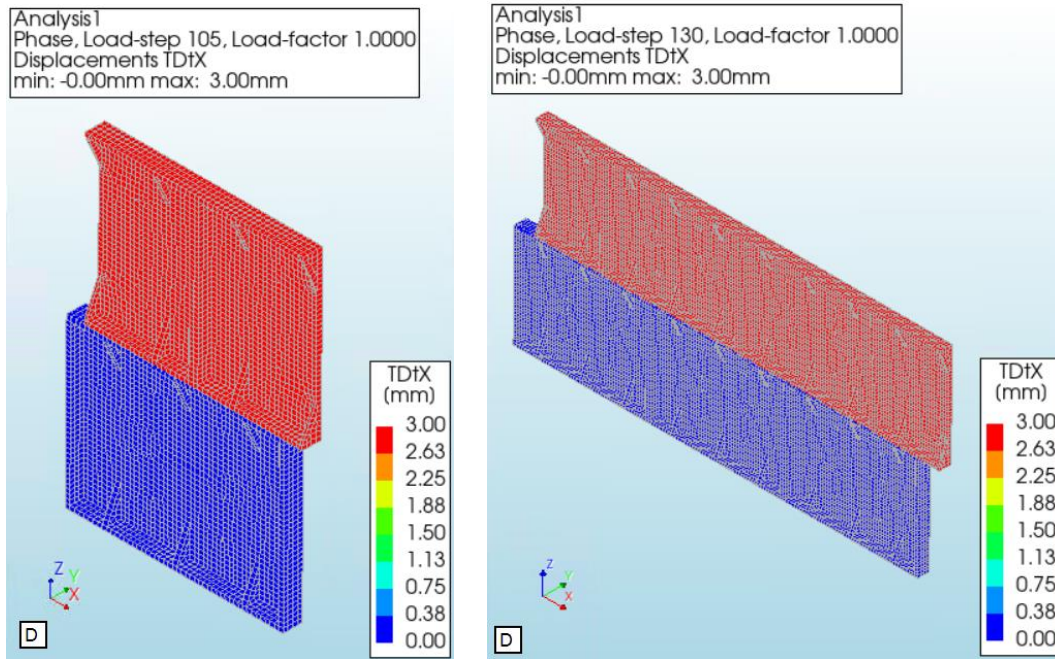 Analysis1
Phase, Load-step 105, Load-factor 1.0000
Displacements TDtX
min: -0.00mm max: 3.00mm
TDtX
(mm)
3.00
2.63
2.25
1.88
1.50
1.13
0.75
0.38
0.00
Z
Y
X
D
Analysis1
Phase, Load-step 130, Load-factor 1.0000
Displacements TDtX
min: -0.00mm max: 3.00mm
TDtX
(mm)
3.00
2.63
2.25
1.88
1.50
1.13
0.75
0.38
0.00
Z
Y
X
D